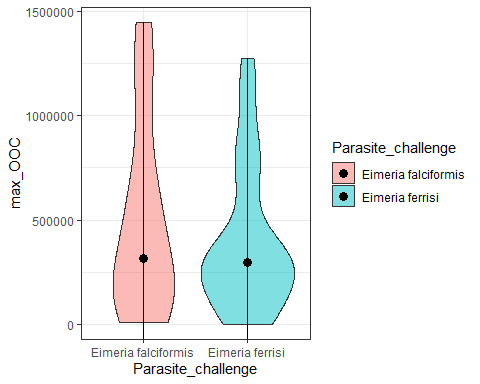 1500000
1000000
500000
0
max_OOC
Eimeria falciformis Eimeria ferrisi
Parasite_challenge
Parasite_challenge
Eimeria falciformis
Eimeria ferrisi